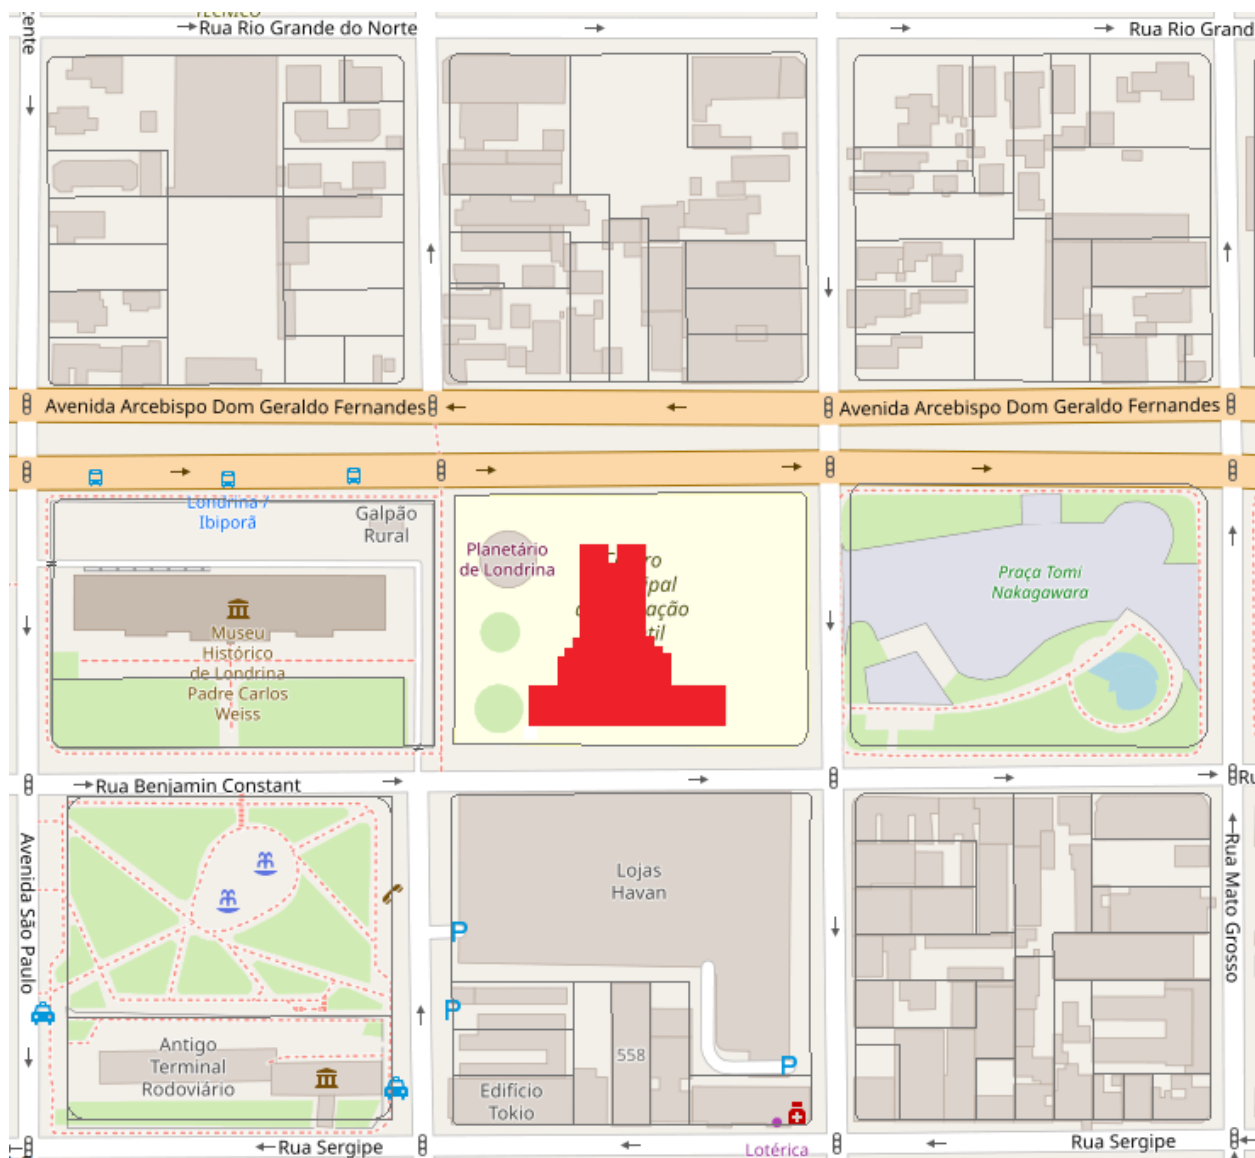 TÉCNICO
Rua Rio Grande do Norte
Rua Rio Grand
cente
Avenida Arcebispo Dom Geraldo Fernandes
Avenida Arcebispo Dom Geraldo Fernandes
Londrina /
Ibiporã
Galpão
Rural
Planetário
de Londrina
Praça Tomi
Nakagawara
Museu
Histórico
de Londrina
Padre Carlos
Weiss
Rua Benjamin Constant
Avenida São Paulo
Lojas
Havan
Rua Mato Grosso
P
P
P
Antigo
Terminal
Rodoviário
558
Edifício
Tokio
Rua Sergipe
Rua Sergipe
Lotérica